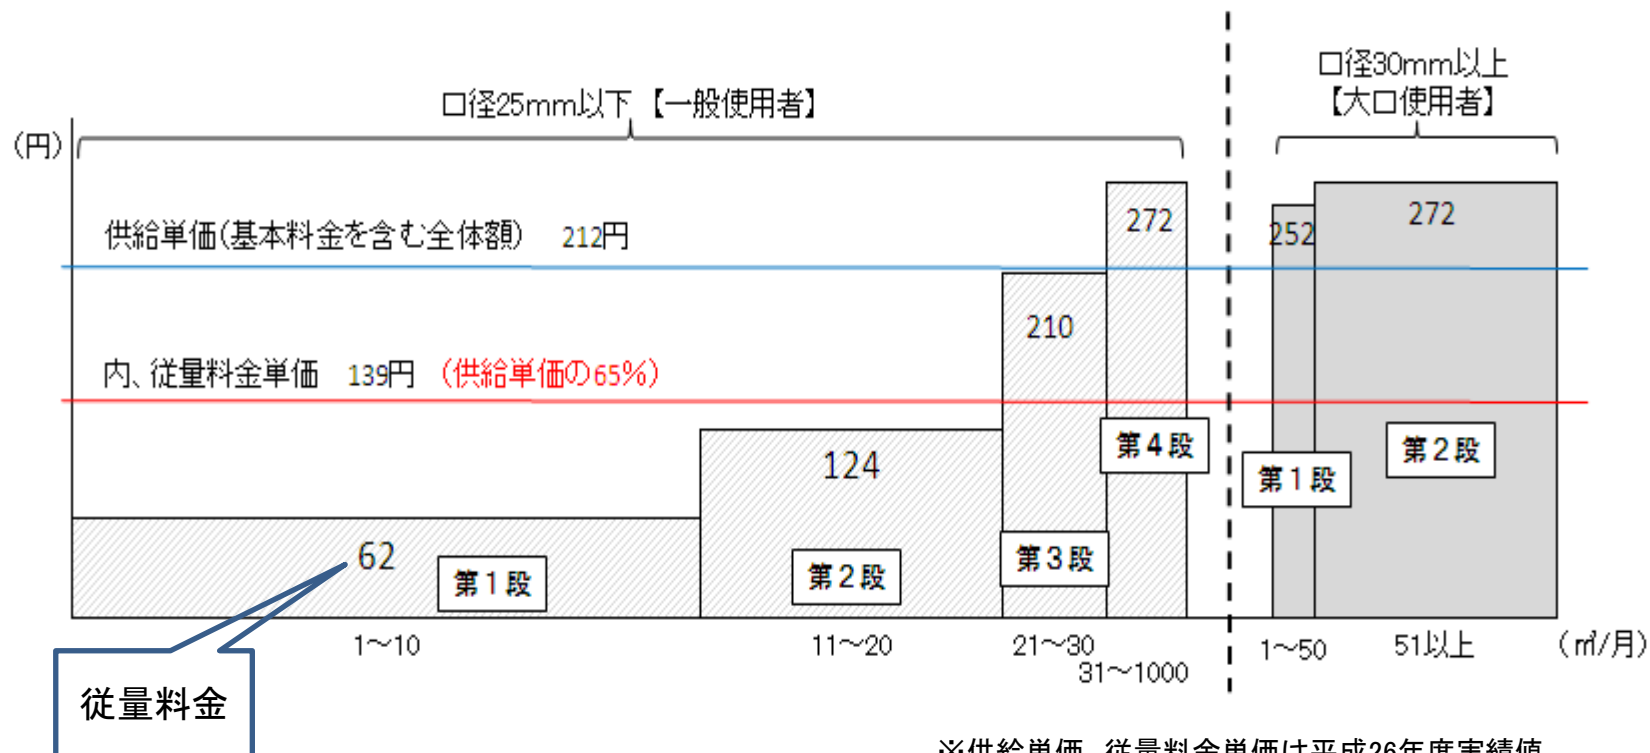 口径30mm以上
【大口使用者】
口径25mm以下【一般使用者】
(円)
供給単価(基本料金を含む全体額) 212円
内、従量料金単価 139円 (供給単価の65%)
62
124
210
272
252
272
第1段
第2段
第3段
第4段
第1段
第2段
1~10
11~20
21~30
31~1000
1~50
51以上
(㎥/月)
従量料金
※供給単価、従量料金単価は平成26年度実績値